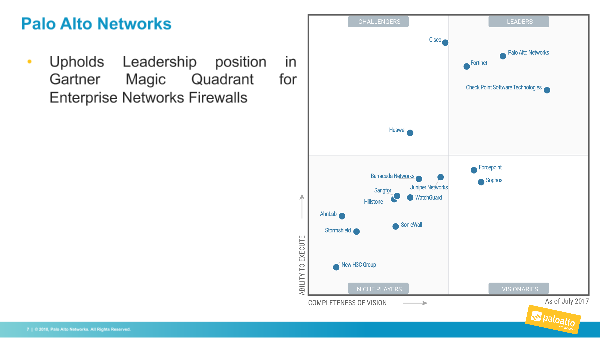 Palo Alto Networks
• Upholds Leadership position in
Gartner Magic Quadrant for
Enterprise Networks Firewalls
CHALLENGERS
LEADERS
Cisco
Palo Alto Networks
Fortinet
Check Point Software Technologies
Huawei
Forcepoint
Barracuda Networks
Sophos
Juniper Networks
Sangfor
WatchGuard
Hillstone
AhnLab
SonicWall
Stormshield
New H3C Group
NICHE PLAYERS
VISIONARIES
ABILITY TO EXECUTE
COMPLETENESS OF VISION
As of July 2017
paloalto
7 | © 2018, Palo Alto Networks. All Rights Reserved.